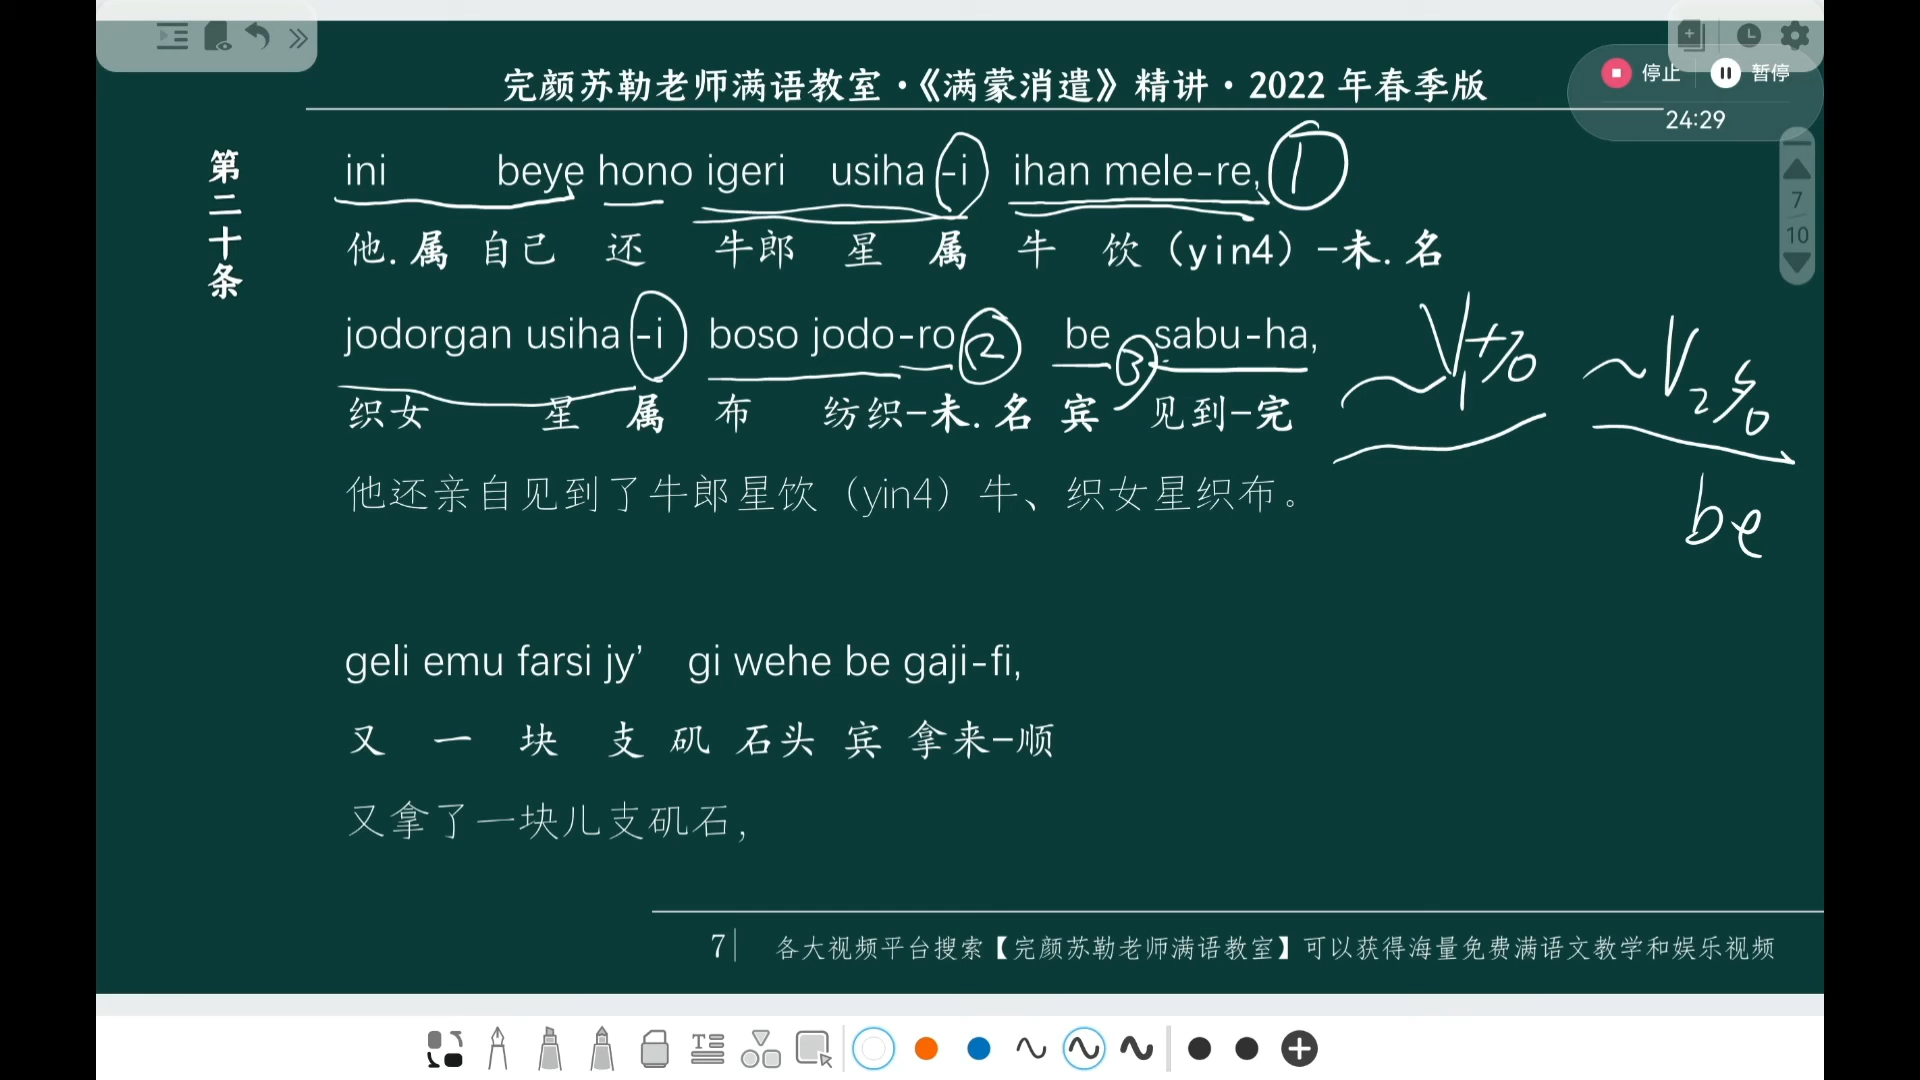 完颜苏勒老师满语教室·《满蒙消遣》精讲·2022 年春季版
停止 暂停
24:29
第二十条
ini beye hono igeri usiha -i ihan mele-re, 1
他.属 自己 还 牛郎 星 属 牛 饮（yin4）-未.名
7
10
jodorgan usiha -i boso jodo-ro 2 be 3 sabu-ha,
织女 星 属 布 纺织-未.名 宾 见到-完
be
他还亲自见到了牛郎星饮（yin4）牛、织女星织布。
geli emu farsi jy’ gi wehe be gaji-fi,
又 一 块 支 矶 石头 宾 拿来-顺
又拿了一块儿支矶石，
7 各大视频平台搜索【完颜苏勒老师满语教室】可以获得海量免费满语文教学和娱乐视频